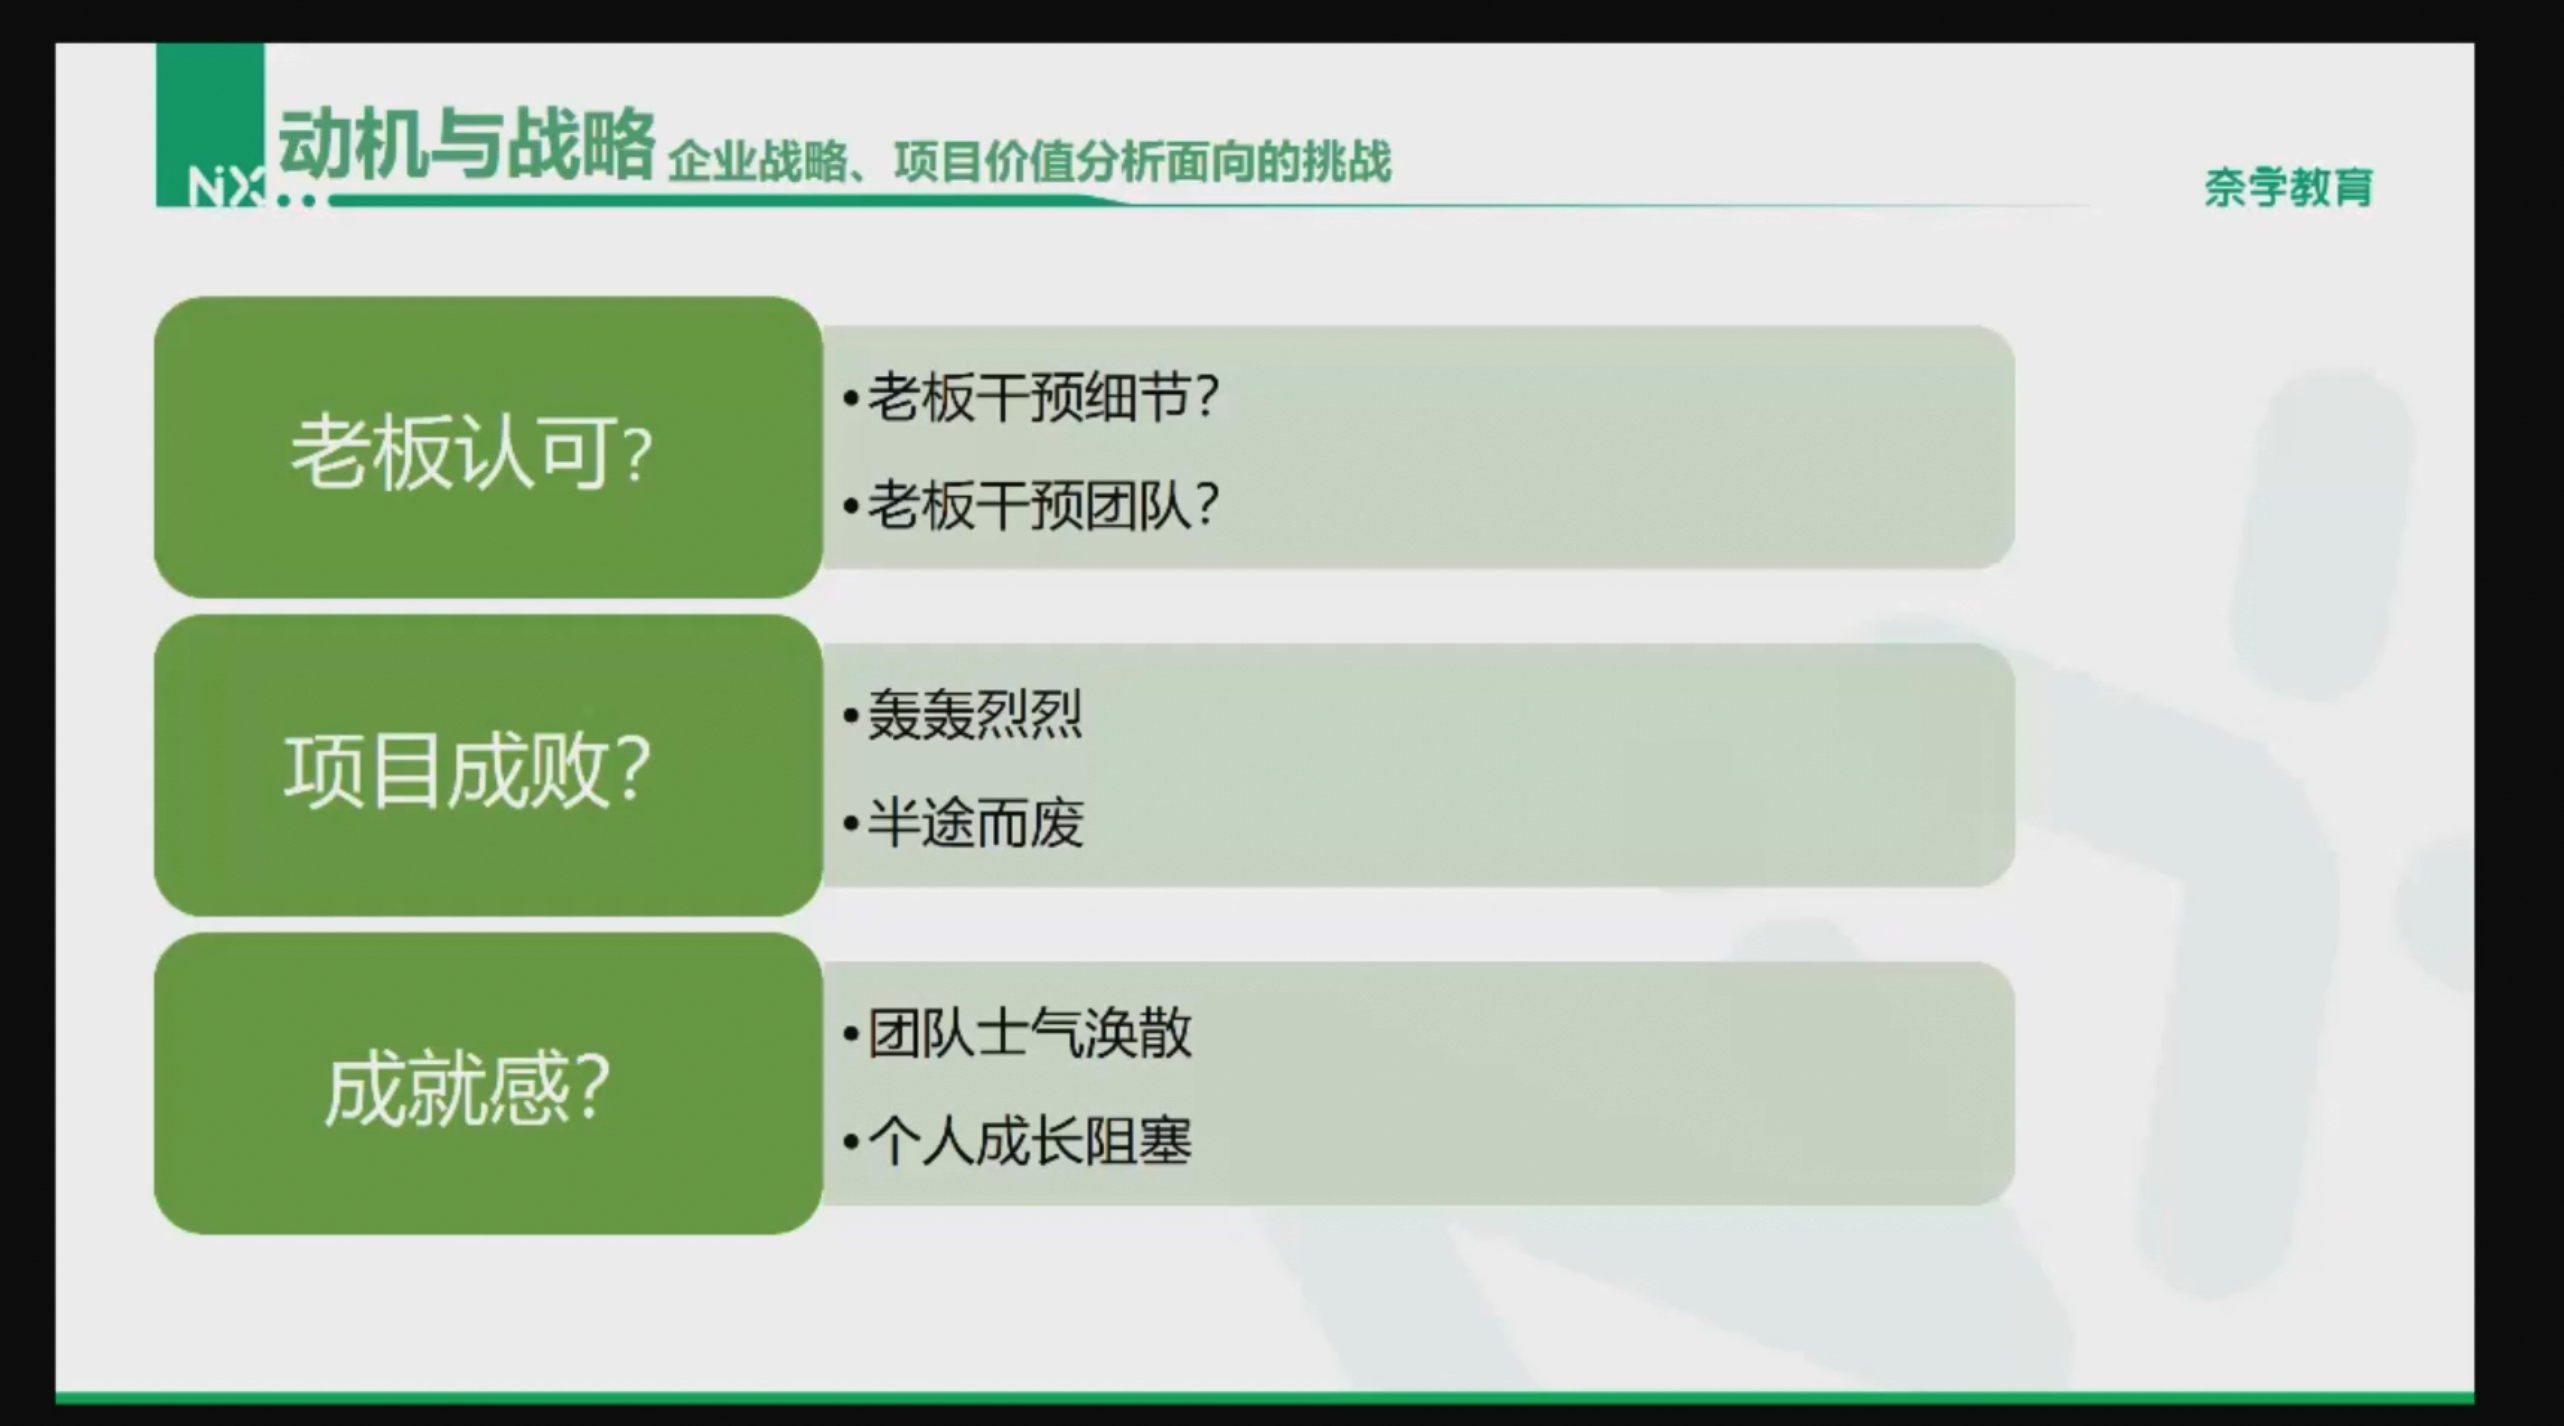 动机与战略 企业战略、项目价值分析面向的挑战
NX
奈学教育
老板认可?
•老板干预细节?
•老板干预团队?
项目成败?
•轰轰烈烈
•半途而废
成就感?
•团队士气涣散
•个人成长阻塞